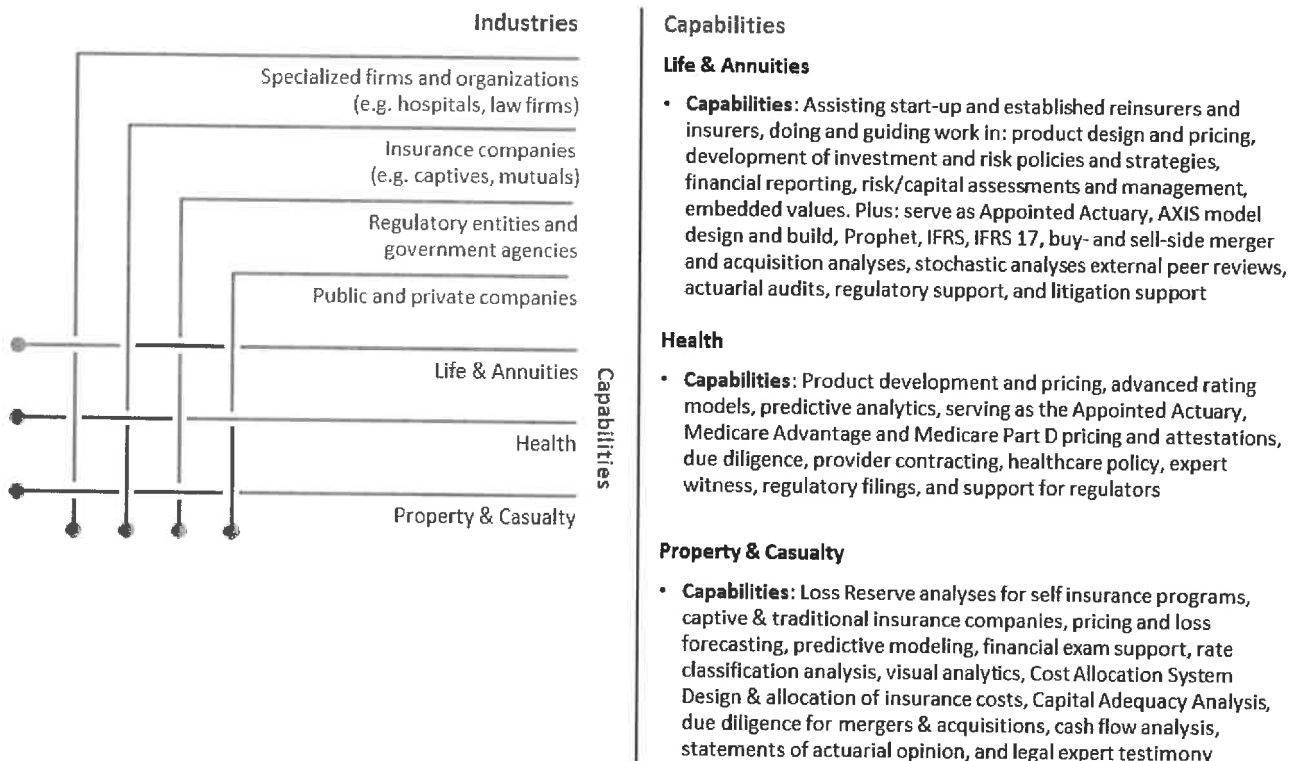 Industries
Specialized firms and organizations
(e.g. hospitals, law firms)
Insurance companies
(e.g. captives, mutuals)
Regulatory entities and
government agencies
Public and private companies
Life & Annuities
Health
Property & Casualty
Capabilities
Capabilities
Life & Annuities
• Capabilities: Assisting start-up and established reinsurers and
insurers, doing and guiding work in: product design and pricing,
development of investment and risk policies and strategies,
financial reporting, risk/capital assessments and management,
embedded values. Plus: serve as Appointed Actuary, AXIS model
design and build, Prophet, IFRS, IFRS 17, buy- and sell-side merger
and acquisition analyses, stochastic analyses external peer reviews,
actuarial audits, regulatory support, and litigation support
Health
• Capabilities: Product development and pricing, advanced rating
models, predictive analytics, serving as the Appointed Actuary,
Medicare Advantage and Medicare Part D pricing and attestations,
due diligence, provider contracting, healthcare policy, expert
witness, regulatory filings, and support for regulators
Property & Casualty
• Capabilities: Loss Reserve analyses for self insurance programs,
captive & traditional insurance companies, pricing and loss
forecasting, predictive modeling, financial exam support, rate
classification analysis, visual analytics, Cost Allocation System
Design & allocation of insurance costs, Capital Adequacy Analysis,
due diligence for mergers & acquisitions, cash flow analysis,
statements of actuarial opinion, and legal expert testimony